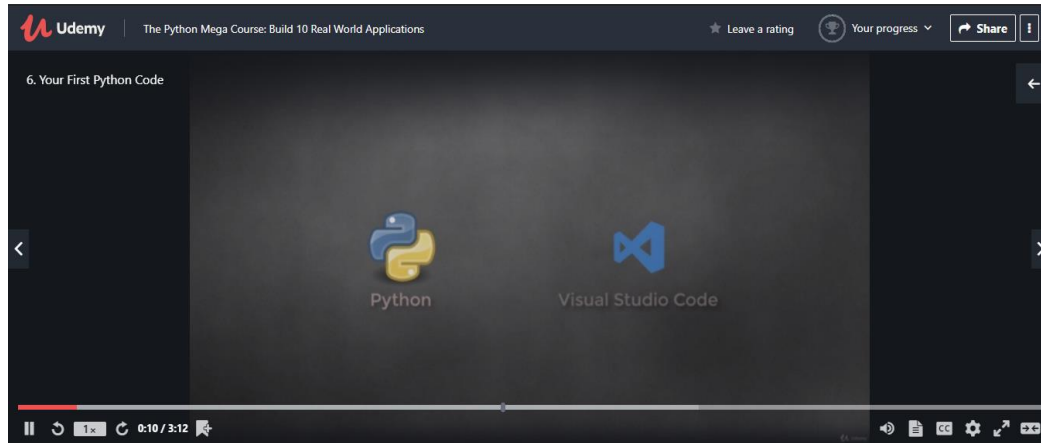 Udemy
The Python Mega Course: Build 10 Real World Applications
Leave a rating
Your progress
Share
6. Your First Python Code
Python
Visual Studio Code
1x
0:10 / 3:12
CC